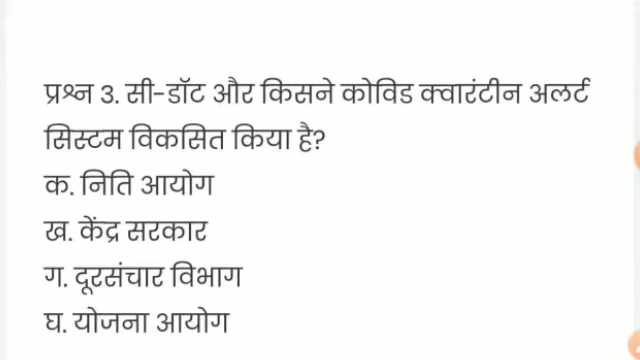 प्रश्न 3. सी-डॉट और किसने कोविड क्वारंटीन अलर्ट
सिस्टम विकसित किया है?
क. निति आयोग
ख. केंद्र सरकार
ग. दूरसंचार विभाग
घ. योजना आयोग